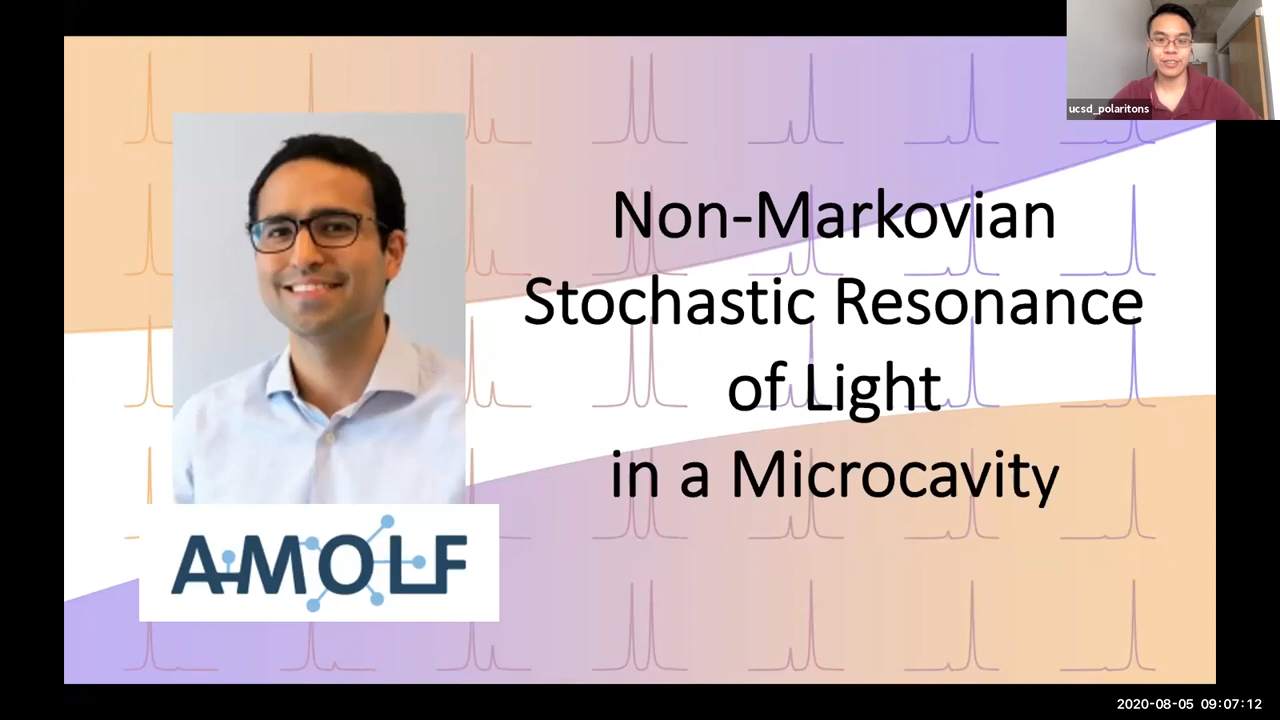 ucsd_polaritons
Non-Markovian
Stochastic Resonance
of Light
in a Microcavity
AMOLF
2020-08-05 09:07:12